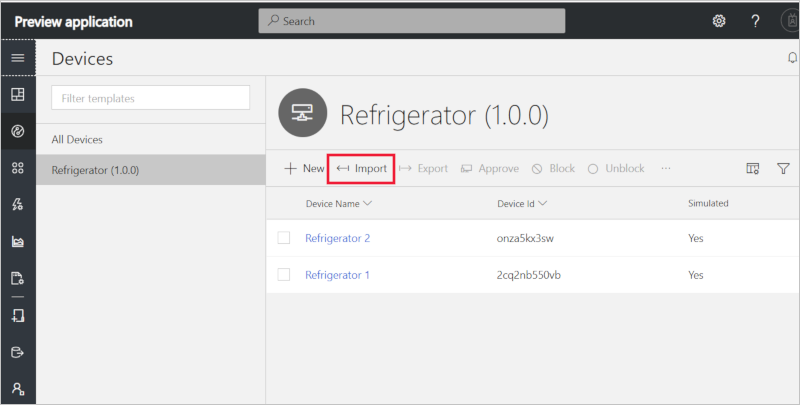 Preview application
Search
?
Devices
Filter templates
All Devices
Refrigerator (1.0.0)
Refrigerator (1.0.0)
New Import Export Approve Block Unblock ...
Device Name Device Id Simulated
Refrigerator 2 onza5kx3sw Yes
Refrigerator 1 2cq2nb550vb Yes